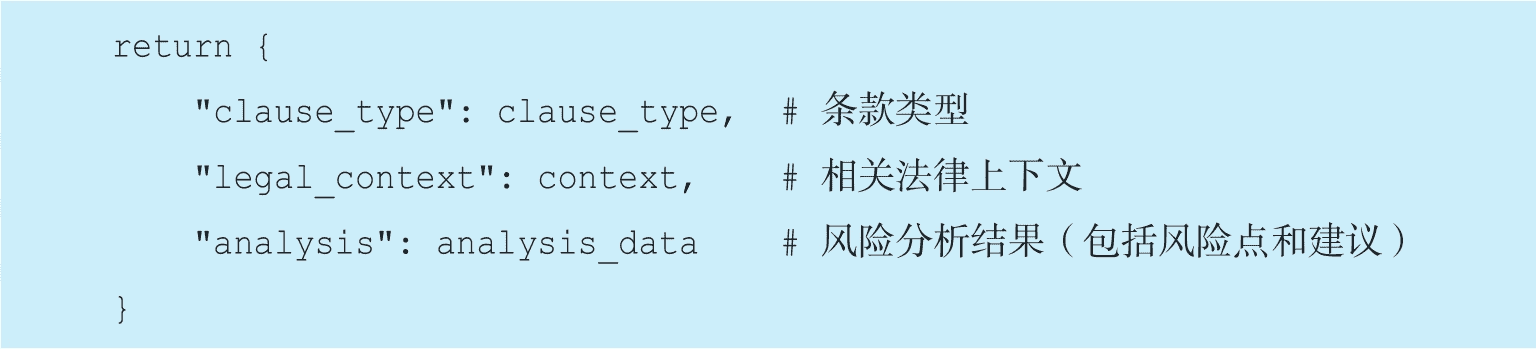 return {
    "clause_type": clause_type,  # 条款类型
    "legal_context": context,    # 相关法律上下文
    "analysis": analysis_data    # 风险分析结果（包括风险点和建议）
}